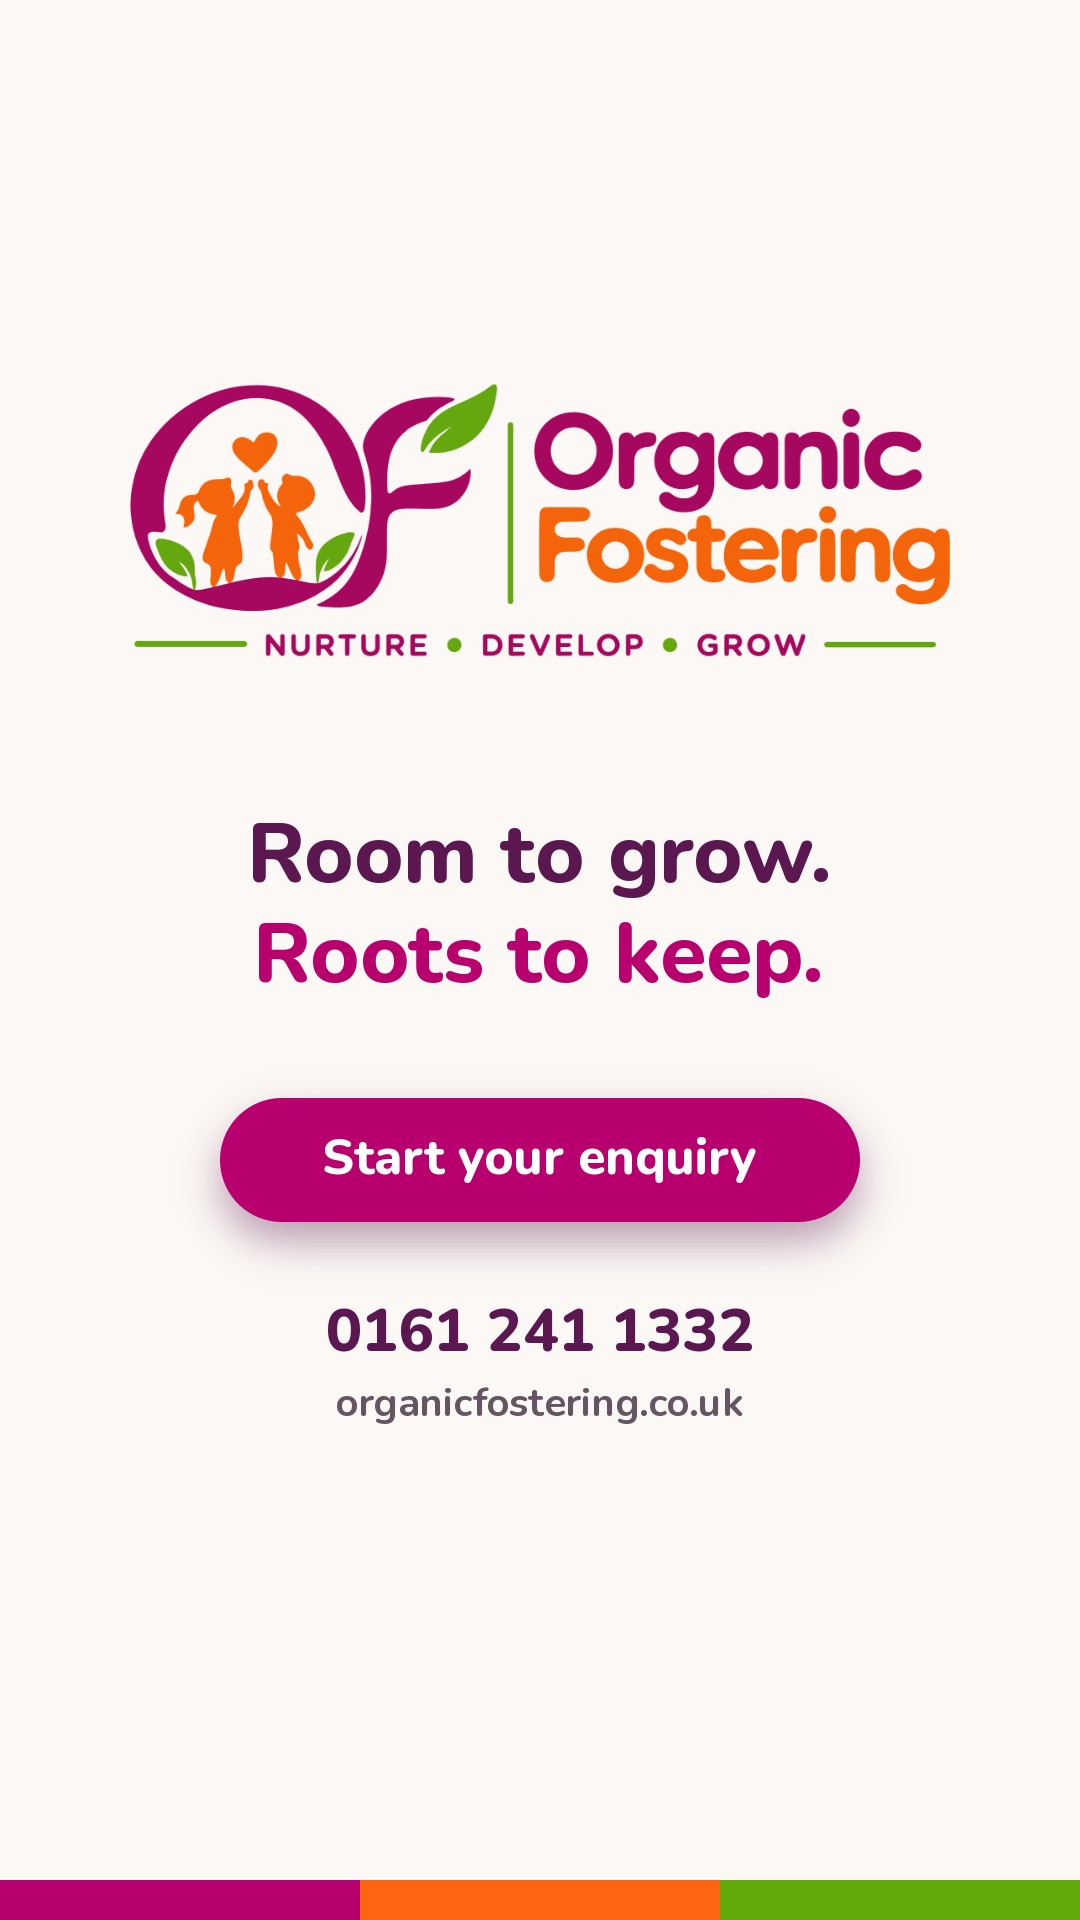 Organic
Fostering
NURTURE • DEVELOP • GROW
Room to grow.
Roots to keep.
Start your enquiry
0161 241 1332
organicfostering.co.uk